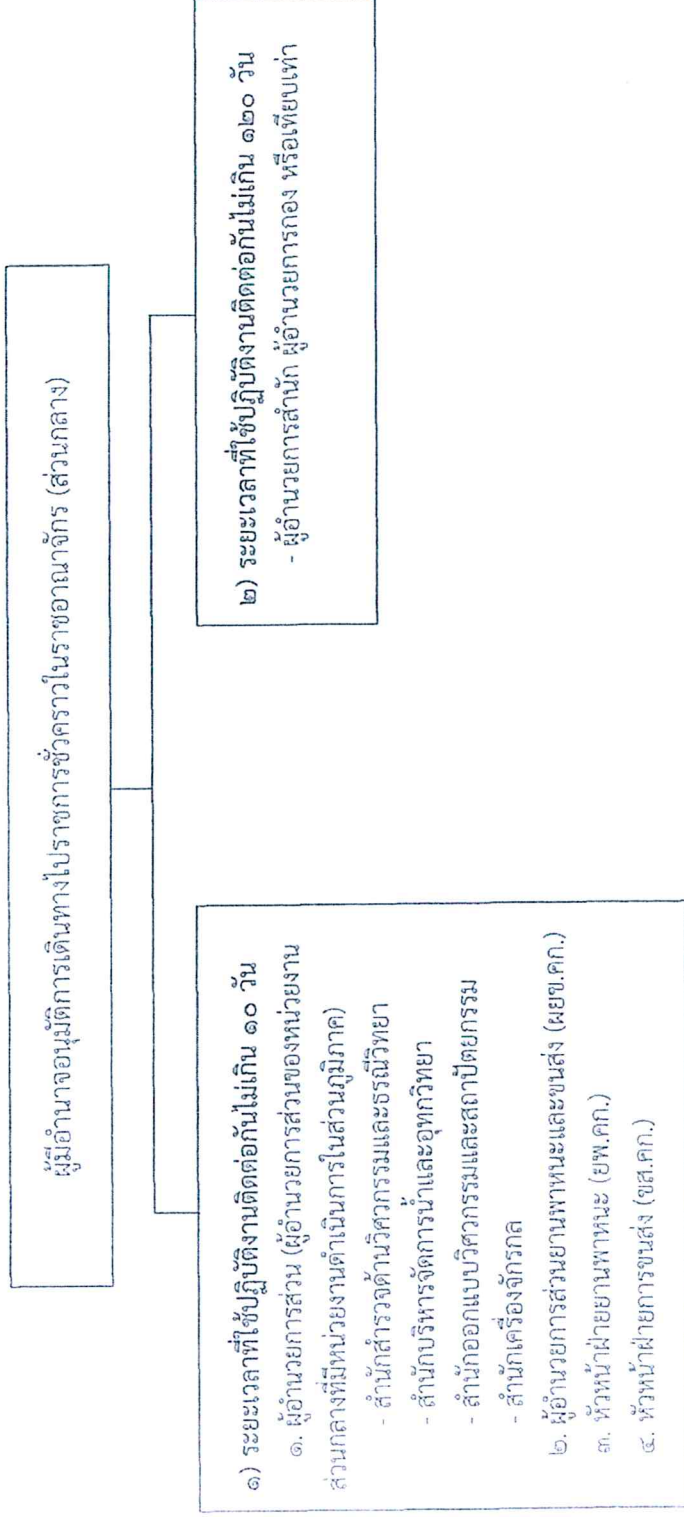 ผู้มีอำนาจอนุมัติการเดินทางไปราชการชั่วคราวในราชอาณาจักร (ส่วนกลาง)
๑) ระยะเวลาที่ใช้ปฏิบัติงานติดต่อกันไม่เกิน ๑๐ วัน
๑. ผู้อำนวยการส่วน (ผู้อำนวยการส่วนของหน่วยงาน
ส่วนกลางที่มีหน่วยงานดำเนินการในส่วนภูมิภาค)
- สำนักสำรวจด้านวิศวกรรมและธรณีวิทยา
- สำนักบริหารจัดการน้ำและอุทกวิทยา
- สำนักออกแบบวิศวกรรมและสถาปัตยกรรม
- สำนักเครื่องจักรกล
๒. ผู้อำนวยการส่วนยานพาหนะและขนส่ง (ผยข.คก.)
๓. หัวหน้าฝ่ายยานพาหนะ (ยพ.คก.)
๔. หัวหน้าฝ่ายการขนส่ง (ขส.คก.)
๒) ระยะเวลาที่ใช้ปฏิบัติงานติดต่อกันไม่เกิน ๑๒๐ วัน
- ผู้อำนวยการสำนัก ผู้อำนวยการกอง หรือเทียบเท่า